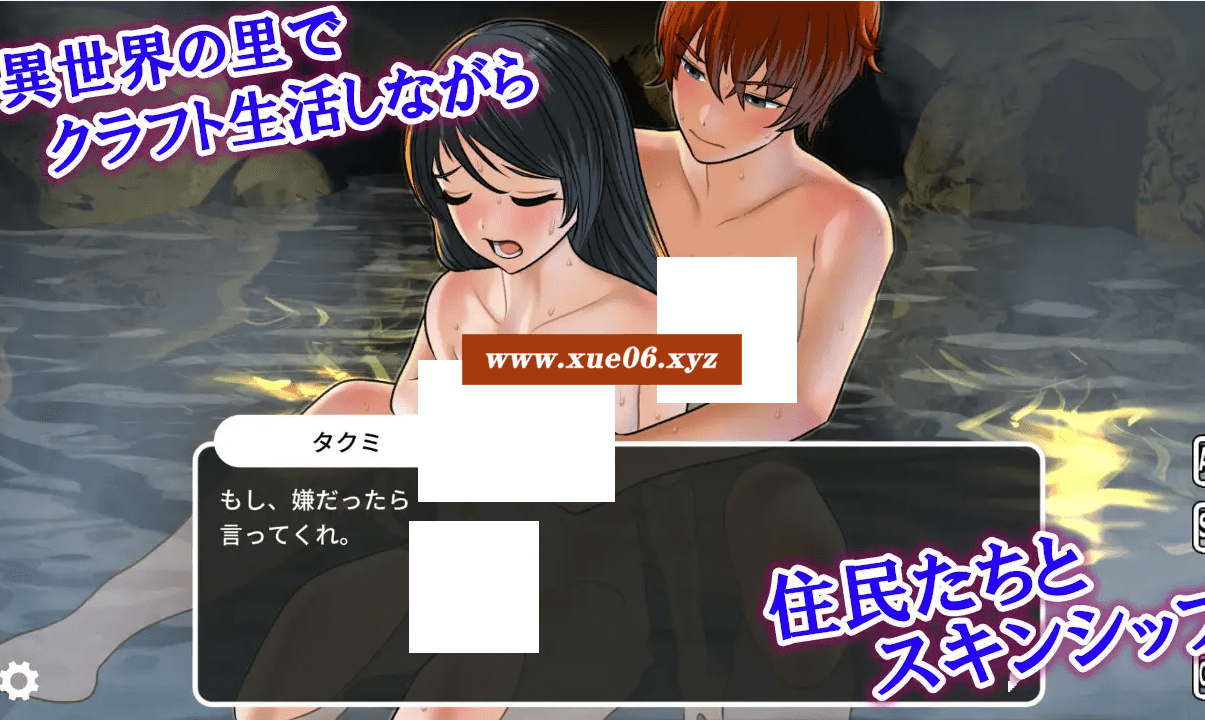 異世界の里で
クラフト生活しながら
www.xue06.xyz
タクミ
もし、嫌だったら
言ってくれ。
住民たちと
スキンシップ